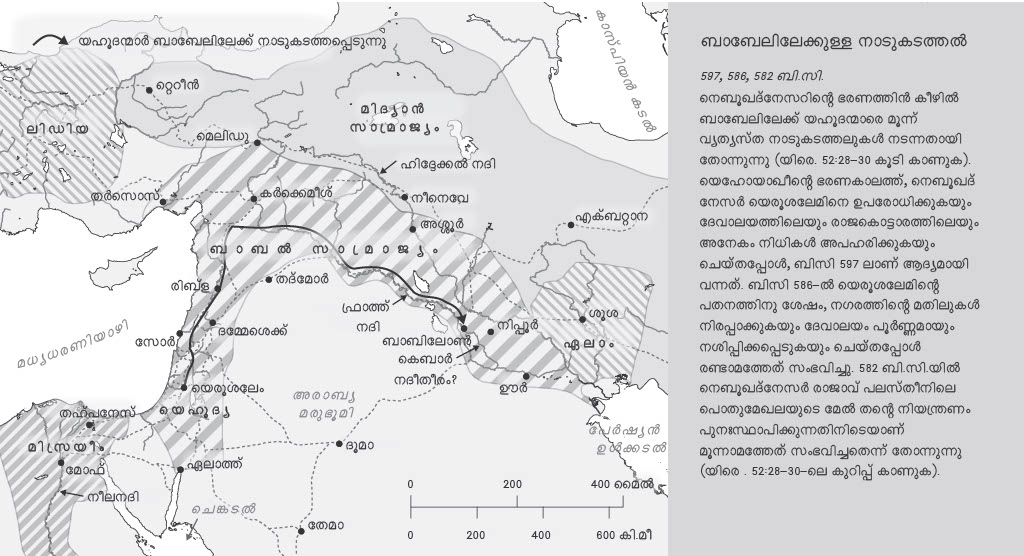 യഹൂദന്മാർ ബാബേലിലേക്ക് നാടുകടത്തപ്പെടുന്നു
കാസ്പിയൻ കടൽ
റ്റെറീൻ
മിദ്യാൻ
സാമ്രാജ്യം
ലിഡിയ
മെലിഡു
ഹിദ്ദേക്കൽ നദി
തർസൊസ്
കർക്കെമീശ്
നീനെവേ
അശ്ശൂർ
എക്ബറ്റാന
ബാബൽ സാമ്രാജ്യം
രിബ്ള
തദ്മോർ
ഫ്രാത്ത്
നദി
നിപ്പൂർ
ശൂശ
ഏലാം
മധ്യധരണിയാഴി
സോർ
ദമ്മേശെക്ക്
ബാബിലോൺ
കെബാർ
നദീതീരം?
ഊർ
യെരുശലേം
യെഹൂദ്യ
അരാബ്യ
മരുഭൂമി
തഹ്പനേസ്
മിസ്രയീം
മോഫ്
ഏലാത്ത്
ദൂമാ
പേർഷ്യൻ
ഉൾക്കടൽ
നീലനദി
ചെങ്കടൽ
തേമാ
0 200 400 മൈൽ
0 200 400 600 കി.മീ
ബാബേലിലേക്കുള്ള നാടുകടത്തൽ
597, 586, 582 ബി.സി.
നെബൂഖദ്നേസറിന്റെ ഭരണത്തിൻ കീഴിൽ
ബാബേലിലേക്ക് യഹൂദന്മാരെ മൂന്ന്
വ്യത്യസ്ത നാടുകടത്തലുകൾ നടന്നതായി
തോന്നുന്നു (യിരെ. 52:28–30 കൂടി കാണുക).
യെഹോയാഖീന്റെ ഭരണകാലത്ത്, നെബൂഖദ്
നേസർ യെരൂശലേമിനെ ഉപരോധിക്കുകയും
ദേവാലയത്തിലെയും രാജകൊട്ടാരത്തിലെയും
അനേകം നിധികൾ അപഹരിക്കുകയും
ചെയ്തപ്പോൾ, ബിസി 597 ലാണ് ആദ്യമായി
വന്നത്. ബിസി 586–ൽ യെരൂശലേമിന്റെ
പതനത്തിനു ശേഷം, നഗരത്തിന്റെ മതിലുകൾ
നിരപ്പാക്കുകയും ദേവാലയം പൂർണ്ണമായും
നശിപ്പിക്കപ്പെടുകയും ചെയ്തപ്പോൾ
രണ്ടാമത്തേത് സംഭവിച്ചു. 582 ബി.സി.യിൽ
നെബൂഖദ്നേസർ രാജാവ് പലസ്തീനിലെ
പൊതുമേഖലയുടെ മേൽ തന്റെ നിയന്ത്രണം
പുനഃസ്ഥാപിക്കുന്നതിനിടെയാണ്
മൂന്നാമത്തേത് സംഭവിച്ചതെന്ന് തോന്നുന്നു
(യിരെ . 52:28–30–ലെ കുറിപ്പ് കാണുക).